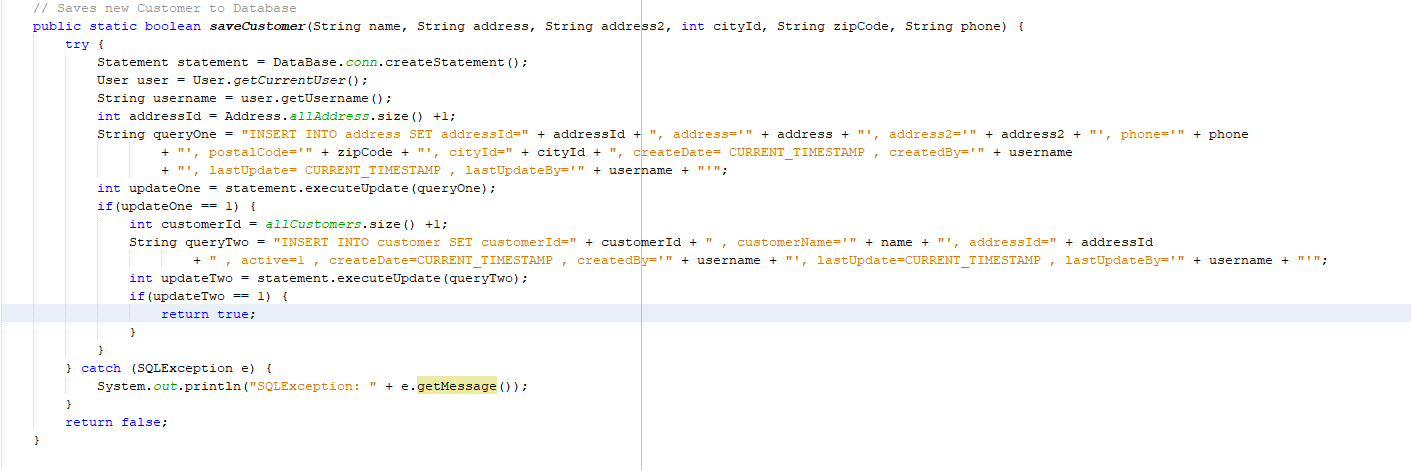 // Saves new Customer to Database
public static boolean saveCustomer(String name, String address, String address2, int cityId, String zipCode, String phone) {
try {
Statement statement = DataBase.conn.createStatement();
User user = User.getCurrentUser();
String username = user.getUsername();
int addressId = Address.allAddress.size() +1;
String queryOne = "INSERT INTO address SET addressId=" + addressId + ", address='" + address + "', address2='" + address2 + "', phone='" + phone
+ "', postalCode='" + zipCode + "', cityId=" + cityId + ", createDate= CURRENT_TIMESTAMP , createdBy='" + username
+ "', lastUpdate= CURRENT_TIMESTAMP , lastUpdateBy='" + username + "'";
int updateOne = statement.executeUpdate(queryOne);
if(updateOne == 1) {
int customerId = allCustomers.size() +1;
String queryTwo = "INSERT INTO customer SET customerId=" + customerId + " , customerName='" + name + "', addressId=" + addressId
+ " , active=1 , createDate=CURRENT_TIMESTAMP , createdBy='" + username + "', lastUpdate=CURRENT_TIMESTAMP , lastUpdateBy='" + username + "'";
int updateTwo = statement.executeUpdate(queryTwo);
if(updateTwo == 1) {
return true;
}
}
} catch (SQLException e) {
System.out.println("SQLException: " + e.getMessage());
}
return false;
}